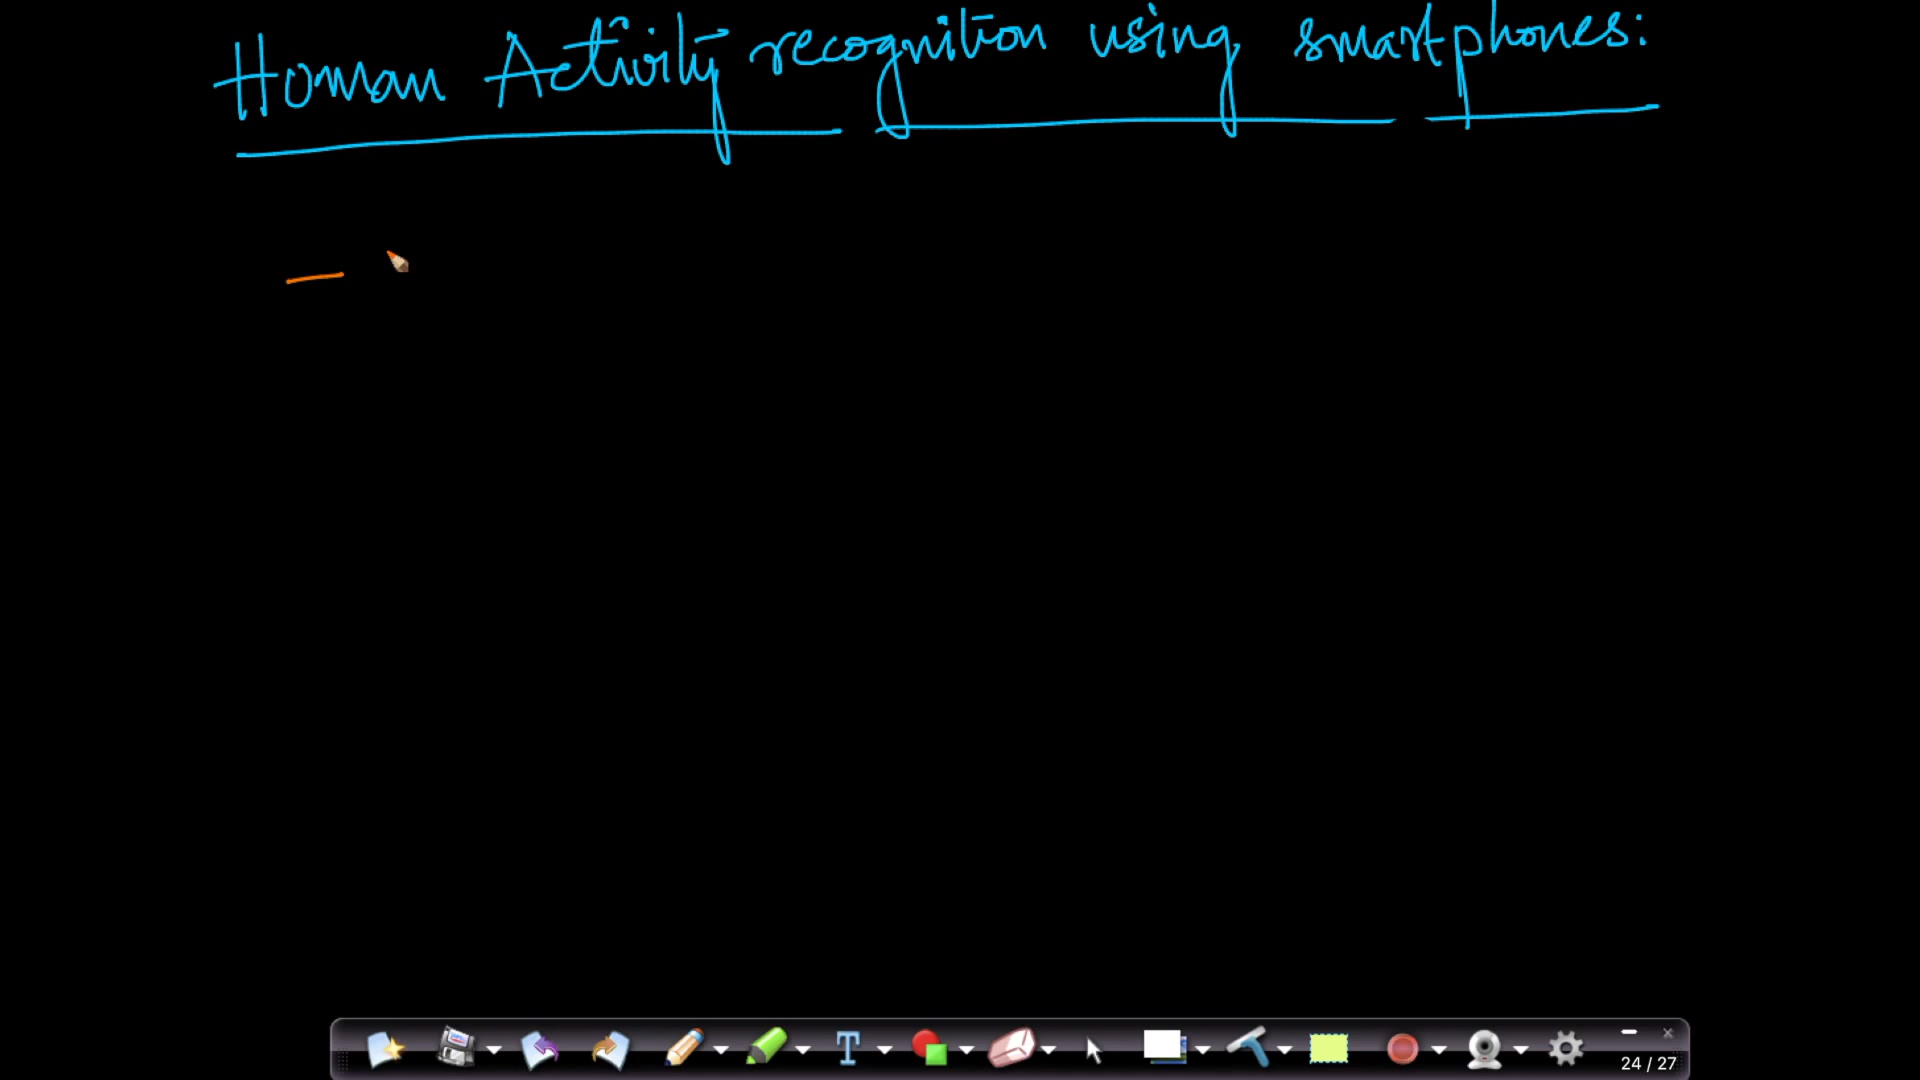 Human Activity recognition using smartphones:
—
T
24 / 27